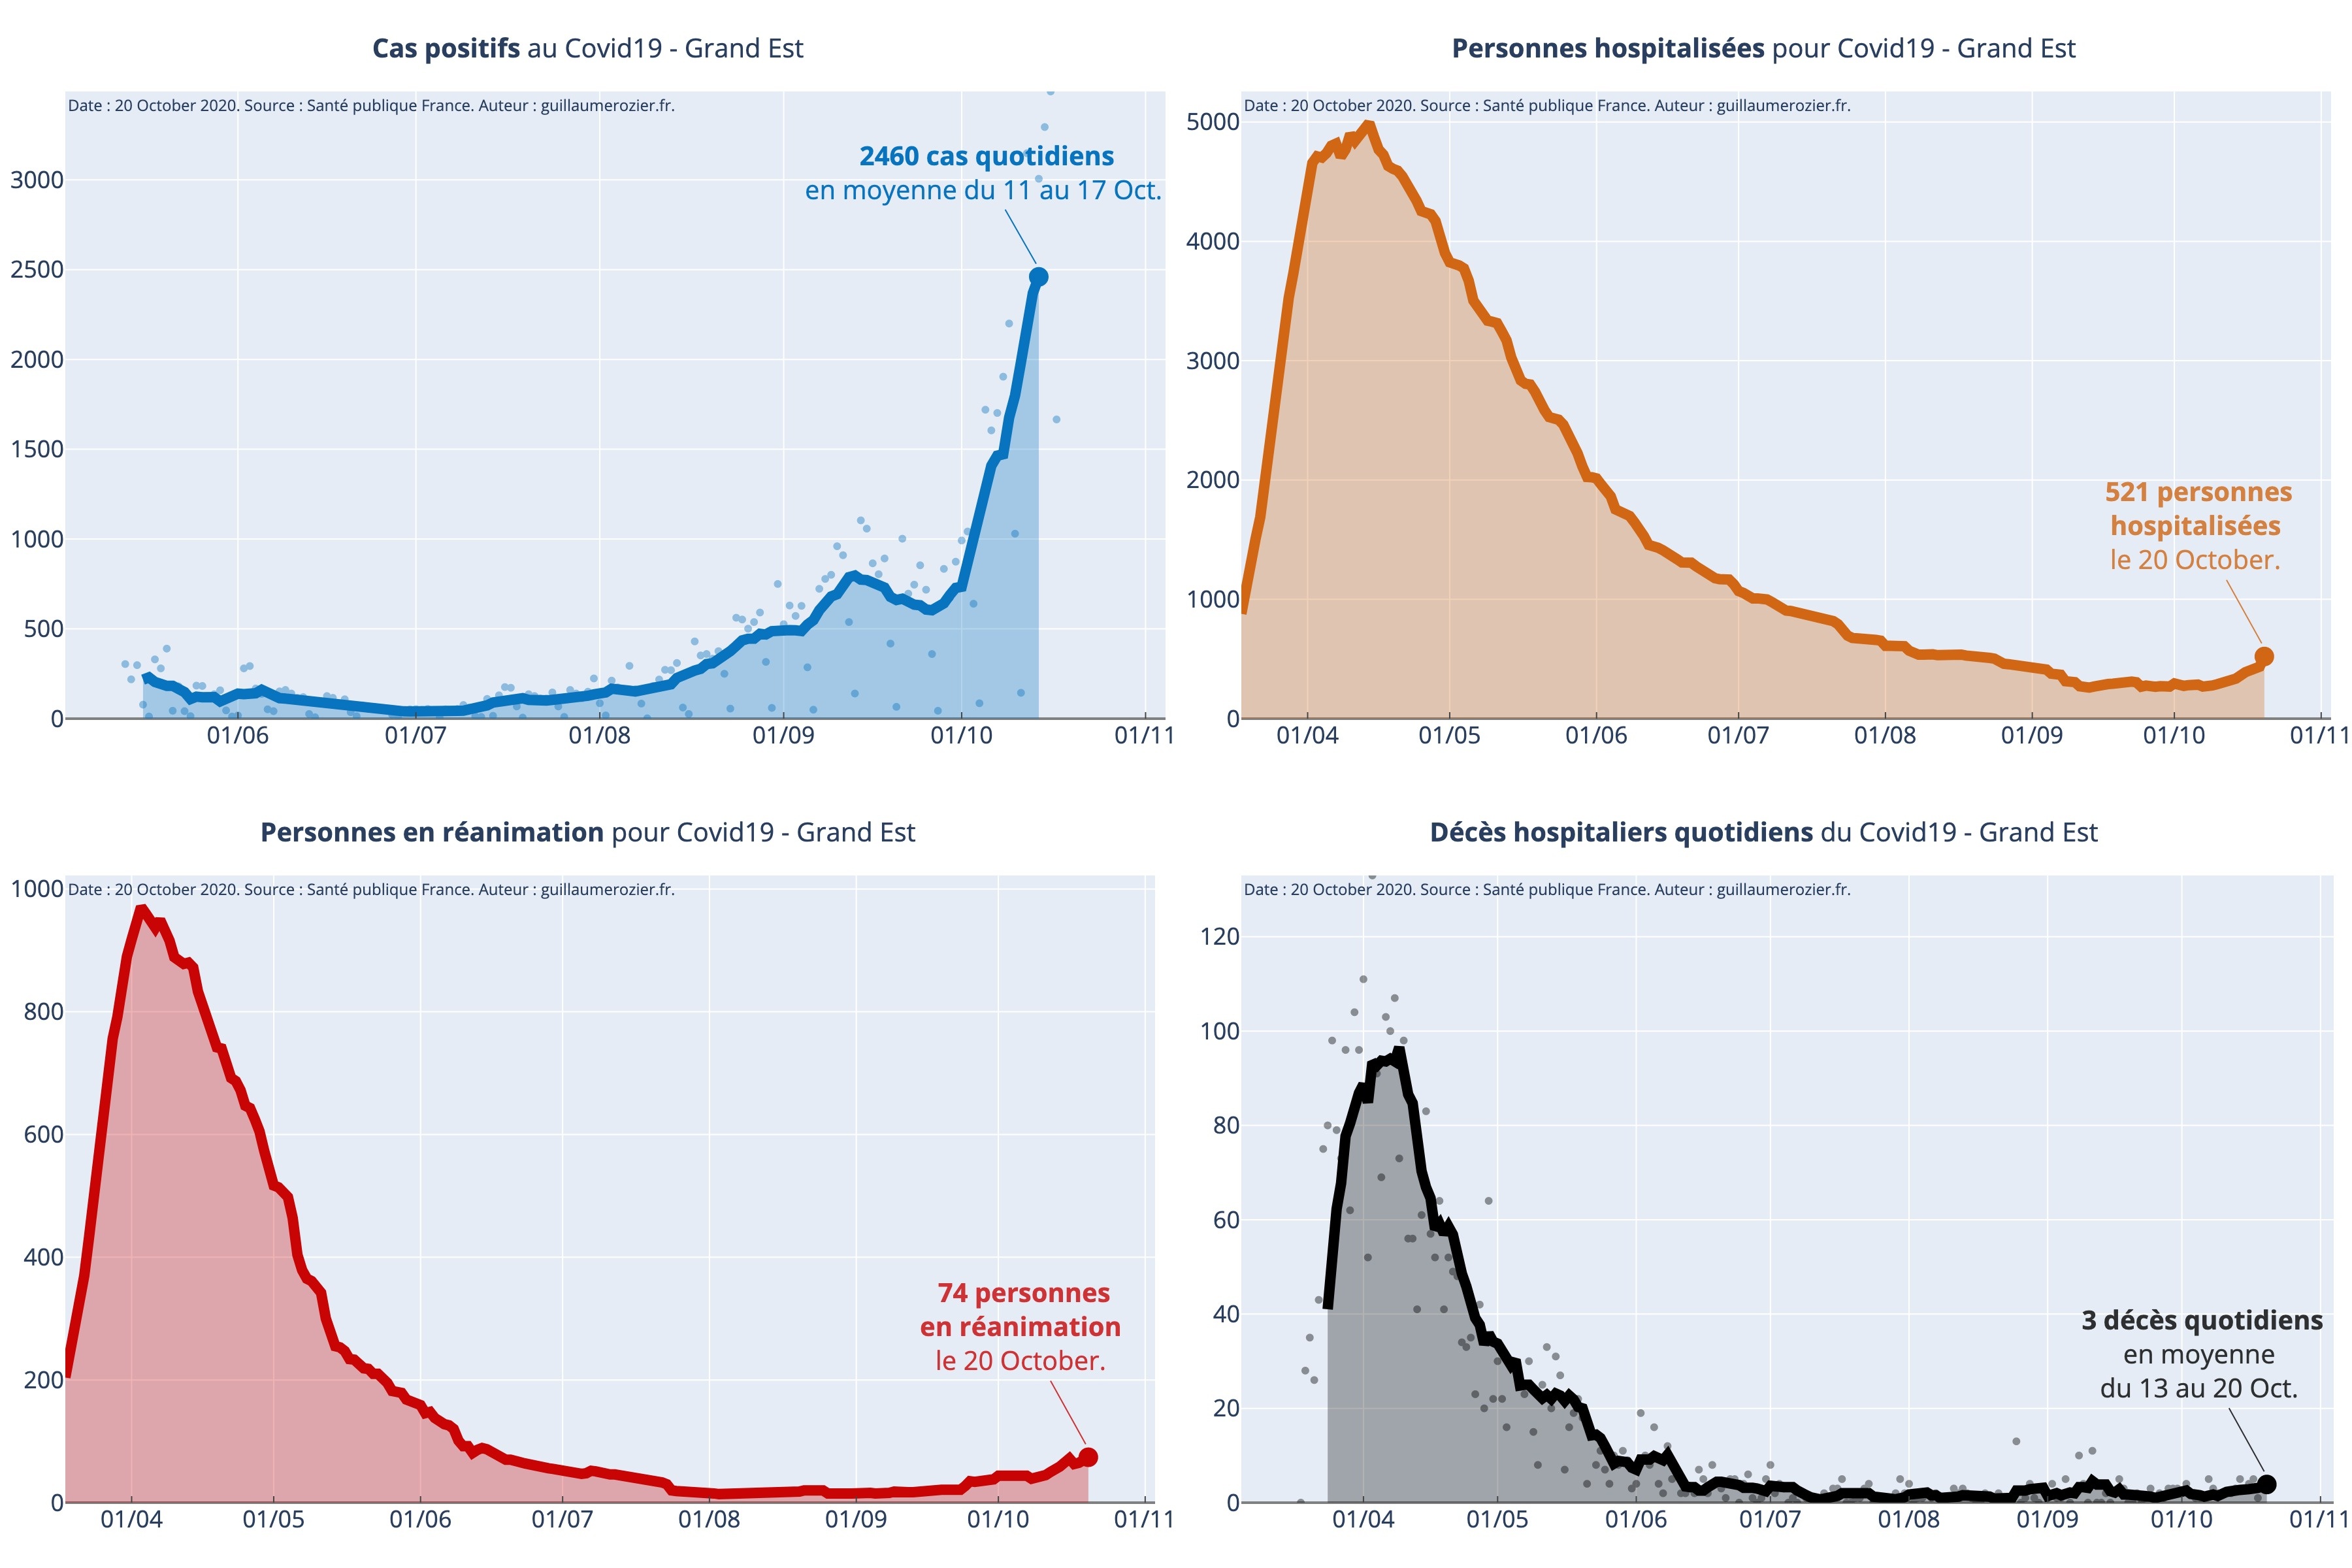 Cas positifs au Covid19 - Grand Est
Date : 20 October 2020. Source : Santé publique France. Auteur : guillaumerozier.fr.
2460 cas quotidiens
en moyenne du 11 au 17 Oct.
3000
2500
2000
1500
1000
500
0
01/06 01/07 01/08 01/09 01/10 01/11
Personnes hospitalisées pour Covid19 - Grand Est
Date : 20 October 2020. Source : Santé publique France. Auteur : guillaumerozier.fr.
5000
4000
3000
2000
1000
0
521 personnes
hospitalisées
le 20 October.
01/04 01/05 01/06 01/07 01/08 01/09 01/10 01/11
Personnes en réanimation pour Covid19 - Grand Est
Date : 20 October 2020. Source : Santé publique France. Auteur : guillaumerozier.fr.
1000
800
600
400
200
0
74 personnes
en réanimation
le 20 October.
01/04 01/05 01/06 01/07 01/08 01/09 01/10 01/11
Décès hospitaliers quotidiens du Covid19 - Grand Est
Date : 20 October 2020. Source : Santé publique France. Auteur : guillaumerozier.fr.
120
100
80
60
40
20
0
3 décès quotidiens
en moyenne
du 13 au 20 Oct.
01/04 01/05 01/06 01/07 01/08 01/09 01/10 01/11